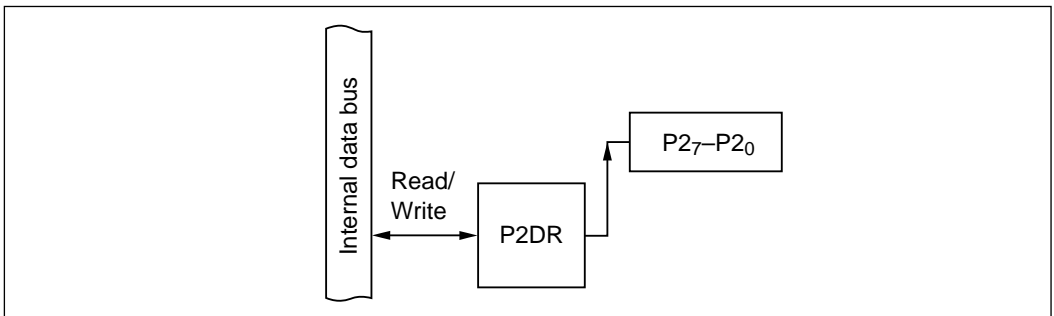 Internal data bus
Read/
Write
P2DR
P2₇–P2₀